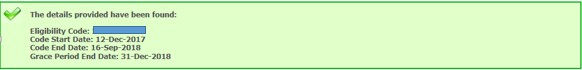 The details provided have been found:
Eligibility Code:
Code Start Date: 12-Dec-2017
Code End Date: 16-Sep-2018
Grace Period End Date: 31-Dec-2018